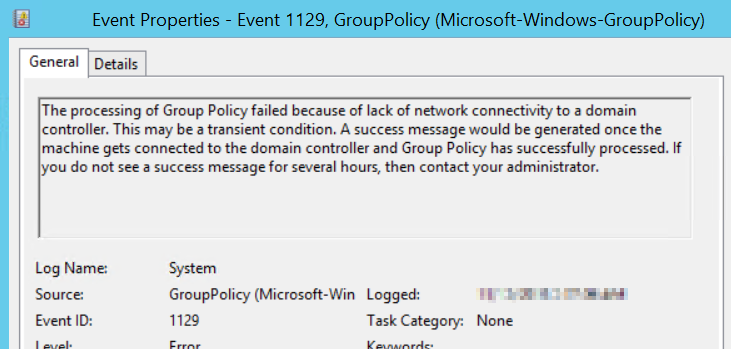 Event Properties - Event 1129, GroupPolicy (Microsoft-Windows-GroupPolicy)
General Details
The processing of Group Policy failed because of lack of network connectivity to a domain
controller. This may be a transient condition. A success message would be generated once the
machine gets connected to the domain controller and Group Policy has successfully processed. If
you do not see a success message for several hours, then contact your administrator.
Log Name: System
Source: GroupPolicy (Microsoft-Win Logged:
Event ID: 1129 Task Category: None
Level: Error Keywords: